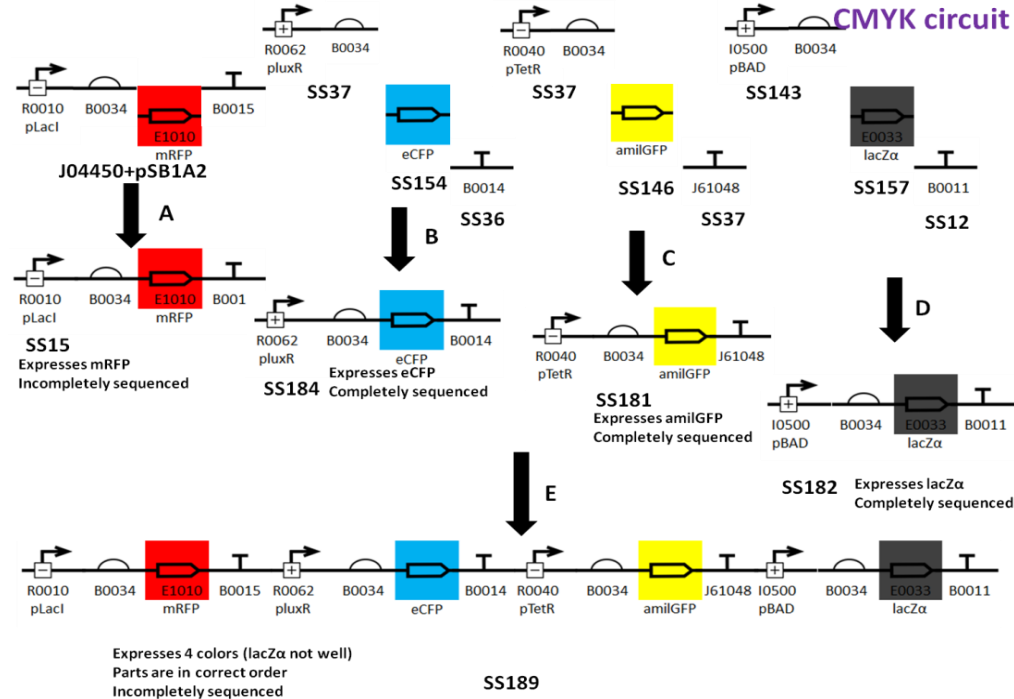 CMYK circuit
R0010 B0034 E1010 B0015
pLacI mRFP
J04450+pSB1A2
R0062 B0034
pluxR
SS37
eCFP
SS154
B0014
SS36
R0040 B0034
pTetR
SS37
amilGFP
SS146
J61048
SS37
I0500 B0034
pBAD
SS143
E0033
lacZα
SS157
B0011
SS12
A
B
C
D
R0010 B0034 E1010 B001
pLacI mRFP
SS15
Expresses mRFP
Incompletely sequenced
R0062 B0034 eCFP B0014
pluxR
SS184
Expresses eCFP
Completely sequenced
R0040 B0034 amilGFP J61048
pTetR
SS181
Expresses amilGFP
Completely sequenced
I0500 B0034 E0033 B0011
pBAD lacZα
SS182
Expresses lacZα
Completely sequenced
E
R0010 B0034 E1010 B0015 R0062 B0034 eCFP B0014 R0040 B0034 amilGFP J61048 I0500 B0034 E0033 B0011
pLacI mRFP pluxR pTetR pBAD lacZα
Expresses 4 colors (lacZα not well)
Parts are in correct order
Incompletely sequenced
SS189